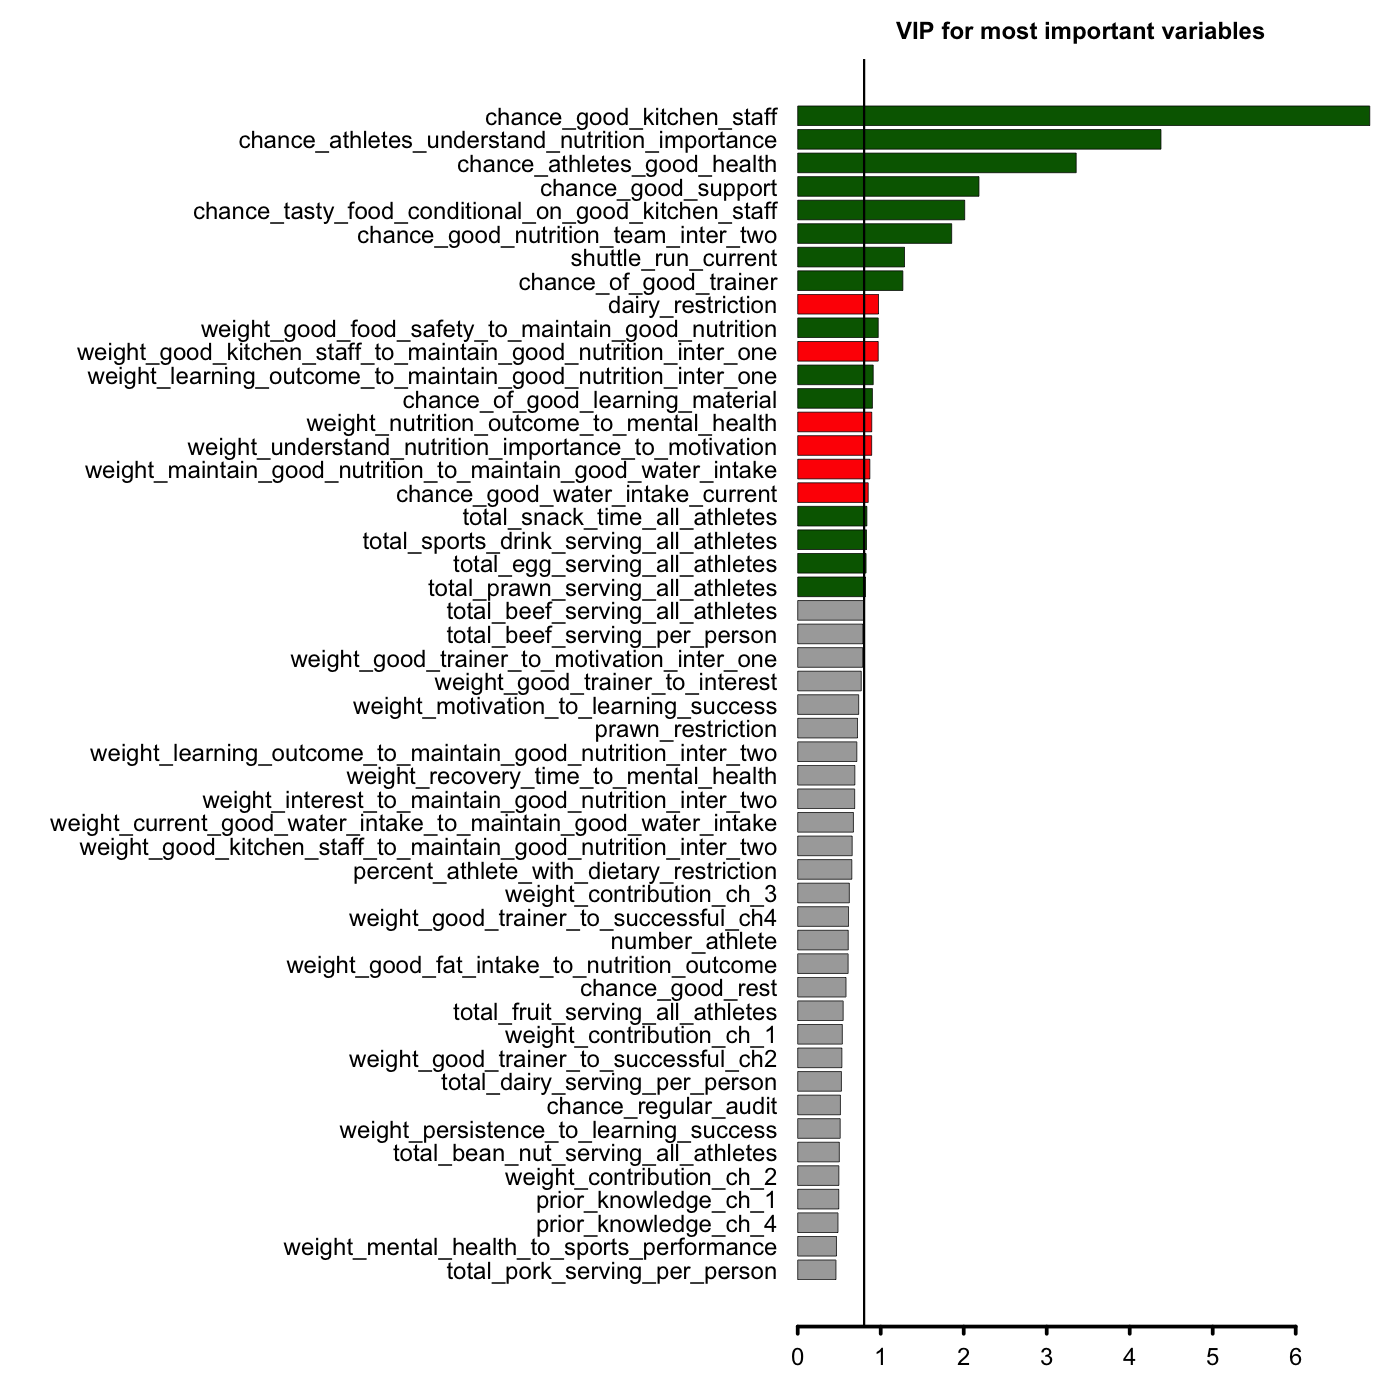 VIP for most important variables
chance_good_kitchen_staff
chance_athletes_understand_nutrition_importance
chance_athletes_good_health
chance_good_support
chance_tasty_food_conditional_on_good_kitchen_staff
chance_good_nutrition_team_inter_two
shuttle_run_current
chance_of_good_trainer
dairy_restriction
weight_good_food_safety_to_maintain_good_nutrition
weight_good_kitchen_staff_to_maintain_good_nutrition_inter_one
weight_learning_outcome_to_maintain_good_nutrition_inter_one
chance_of_good_learning_material
weight_nutrition_outcome_to_mental_health
weight_understand_nutrition_importance_to_motivation
weight_maintain_good_nutrition_to_maintain_good_water_intake
chance_good_water_intake_current
total_snack_time_all_athletes
total_sports_drink_serving_all_athletes
total_egg_serving_all_athletes
total_prawn_serving_all_athletes
total_beef_serving_all_athletes
total_beef_serving_per_person
weight_good_trainer_to_motivation_inter_one
weight_good_trainer_to_interest
weight_motivation_to_learning_success
prawn_restriction
weight_learning_outcome_to_maintain_good_nutrition_inter_two
weight_recovery_time_to_mental_health
weight_interest_to_maintain_good_nutrition_inter_two
weight_current_good_water_intake_to_maintain_good_water_intake
weight_good_kitchen_staff_to_maintain_good_nutrition_inter_two
percent_athlete_with_dietary_restriction
weight_contribution_ch_3
weight_good_trainer_to_successful_ch4
number_athlete
weight_good_fat_intake_to_nutrition_outcome
chance_good_rest
total_fruit_serving_all_athletes
weight_contribution_ch_1
weight_good_trainer_to_successful_ch2
total_dairy_serving_per_person
chance_regular_audit
weight_persistence_to_learning_success
total_bean_nut_serving_all_athletes
weight_contribution_ch_2
prior_knowledge_ch_1
prior_knowledge_ch_4
weight_mental_health_to_sports_performance
total_pork_serving_per_person
0 1 2 3 4 5 6